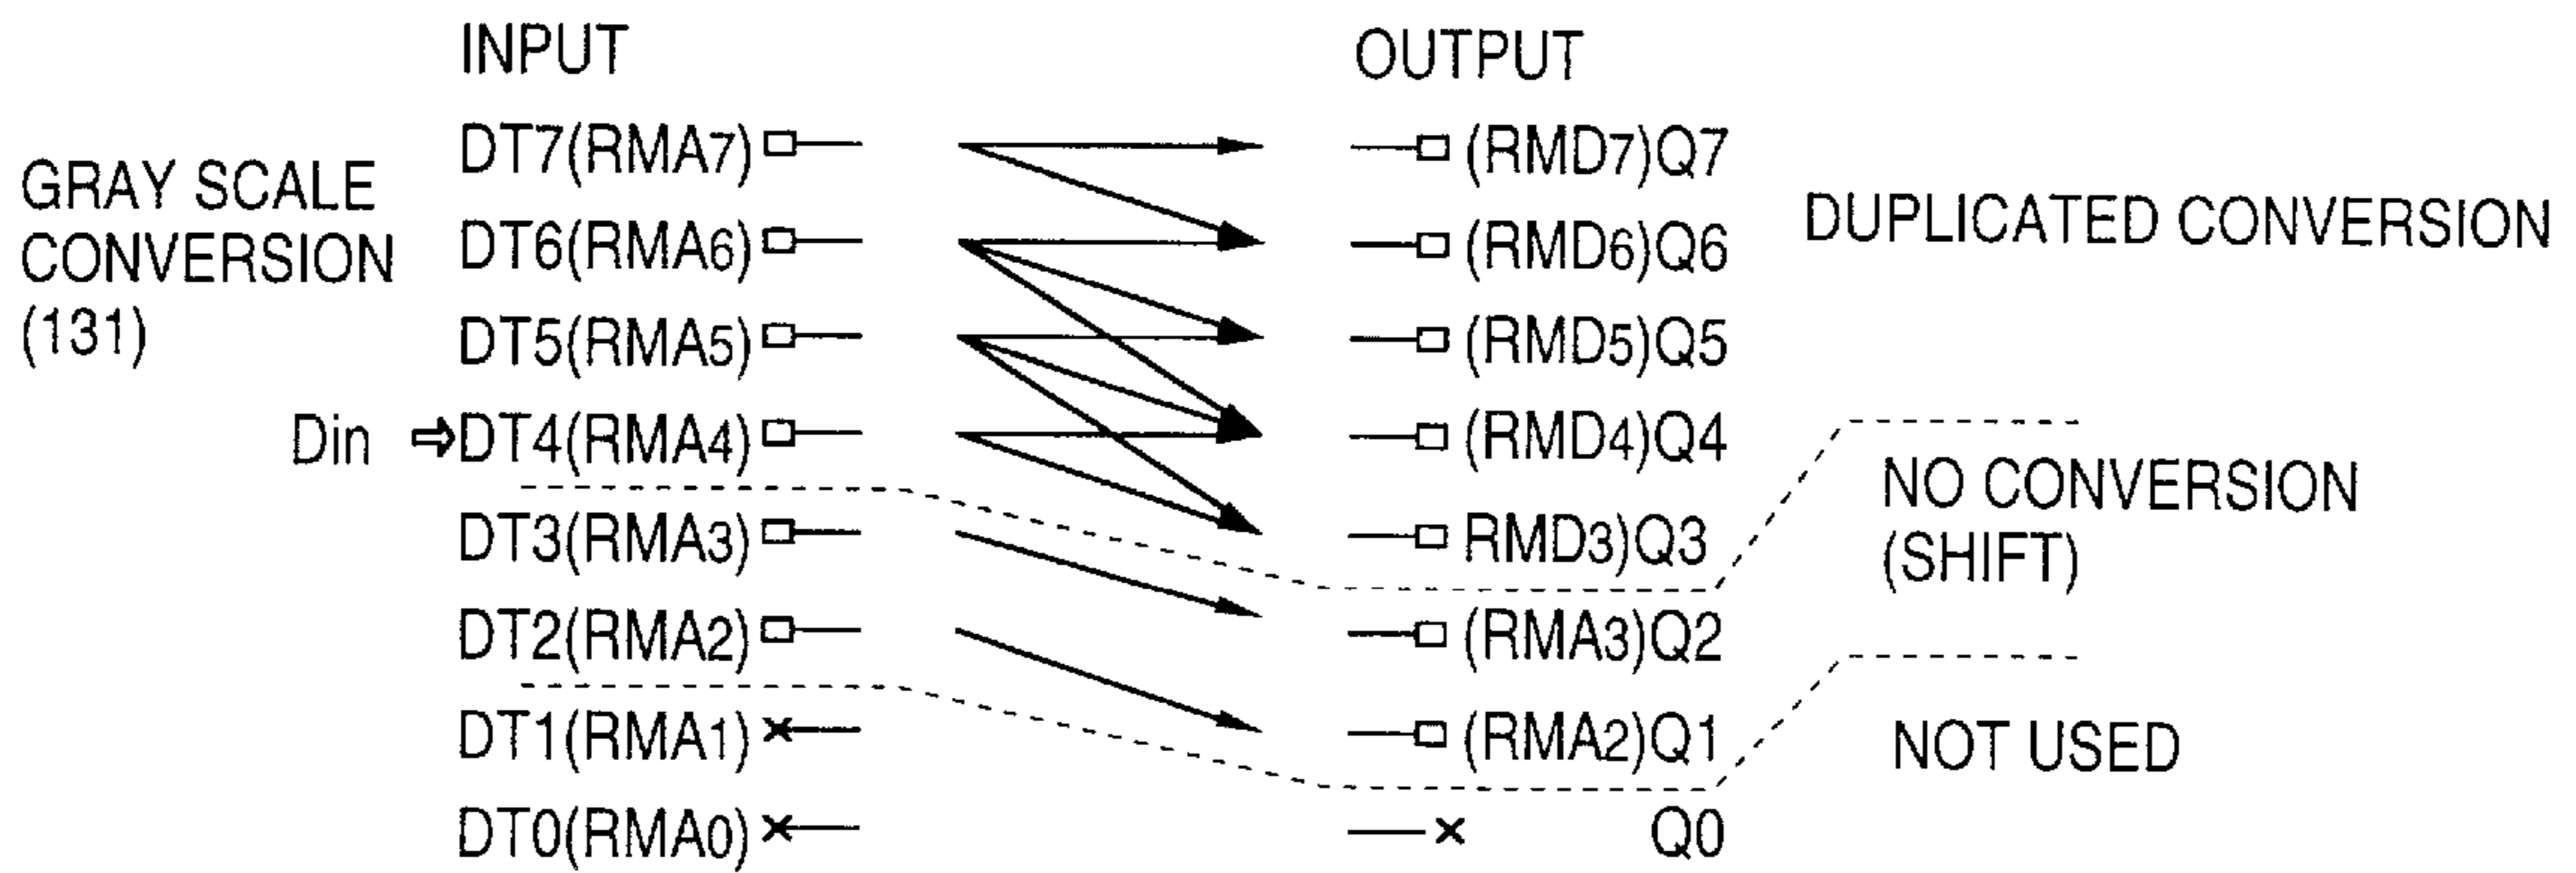 INPUT
OUTPUT
GRAY SCALE
CONVERSION
(131)
DT7(RMA7)
(RMD7)Q7
DUPLICATED CONVERSION
DT6(RMA6)
(RMD6)Q6
DT5(RMA5)
(RMD5)Q5
Din ⇨DT4(RMA4)
(RMD4)Q4
NO CONVERSION
(SHIFT)
DT3(RMA3)
RMD3)Q3
DT2(RMA2)
(RMA3)Q2
DT1(RMA1)
(RMA2)Q1
NOT USED
DT0(RMA0)
Q0